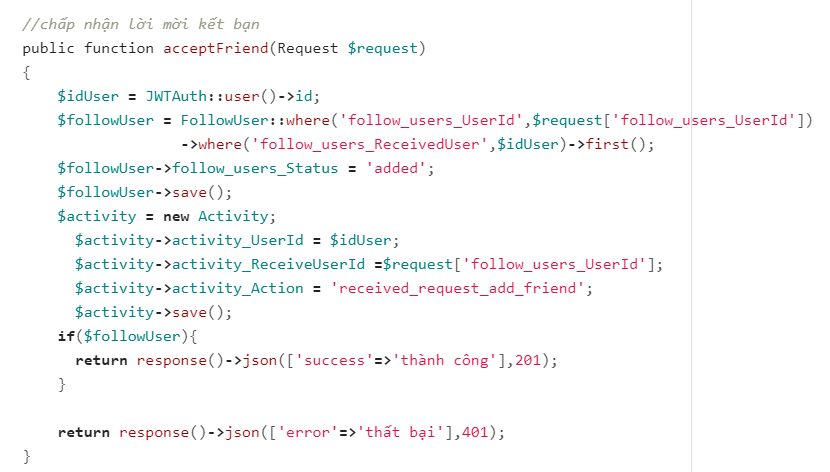 //chấp nhận lời mời kết bạn
public function acceptFriend(Request $request)
{
    $idUser = JWTAuth::user()->id;
    $followUser = FollowUser::where('follow_users_UserId',$request['follow_users_UserId'])
                  ->where('follow_users_ReceivedUser',$idUser)->first();
    $followUser->follow_users_Status = 'added';
    $followUser->save();
    $activity = new Activity;
      $activity->activity_UserId = $idUser;
      $activity->activity_ReceiveUserId =$request['follow_users_UserId'];
      $activity->activity_Action = 'received_request_add_friend';
      $activity->save();
    if($followUser){
      return response()->json(['success'=>'thành công'],201);
    }

    return response()->json(['error'=>'thất bại'],401);
}